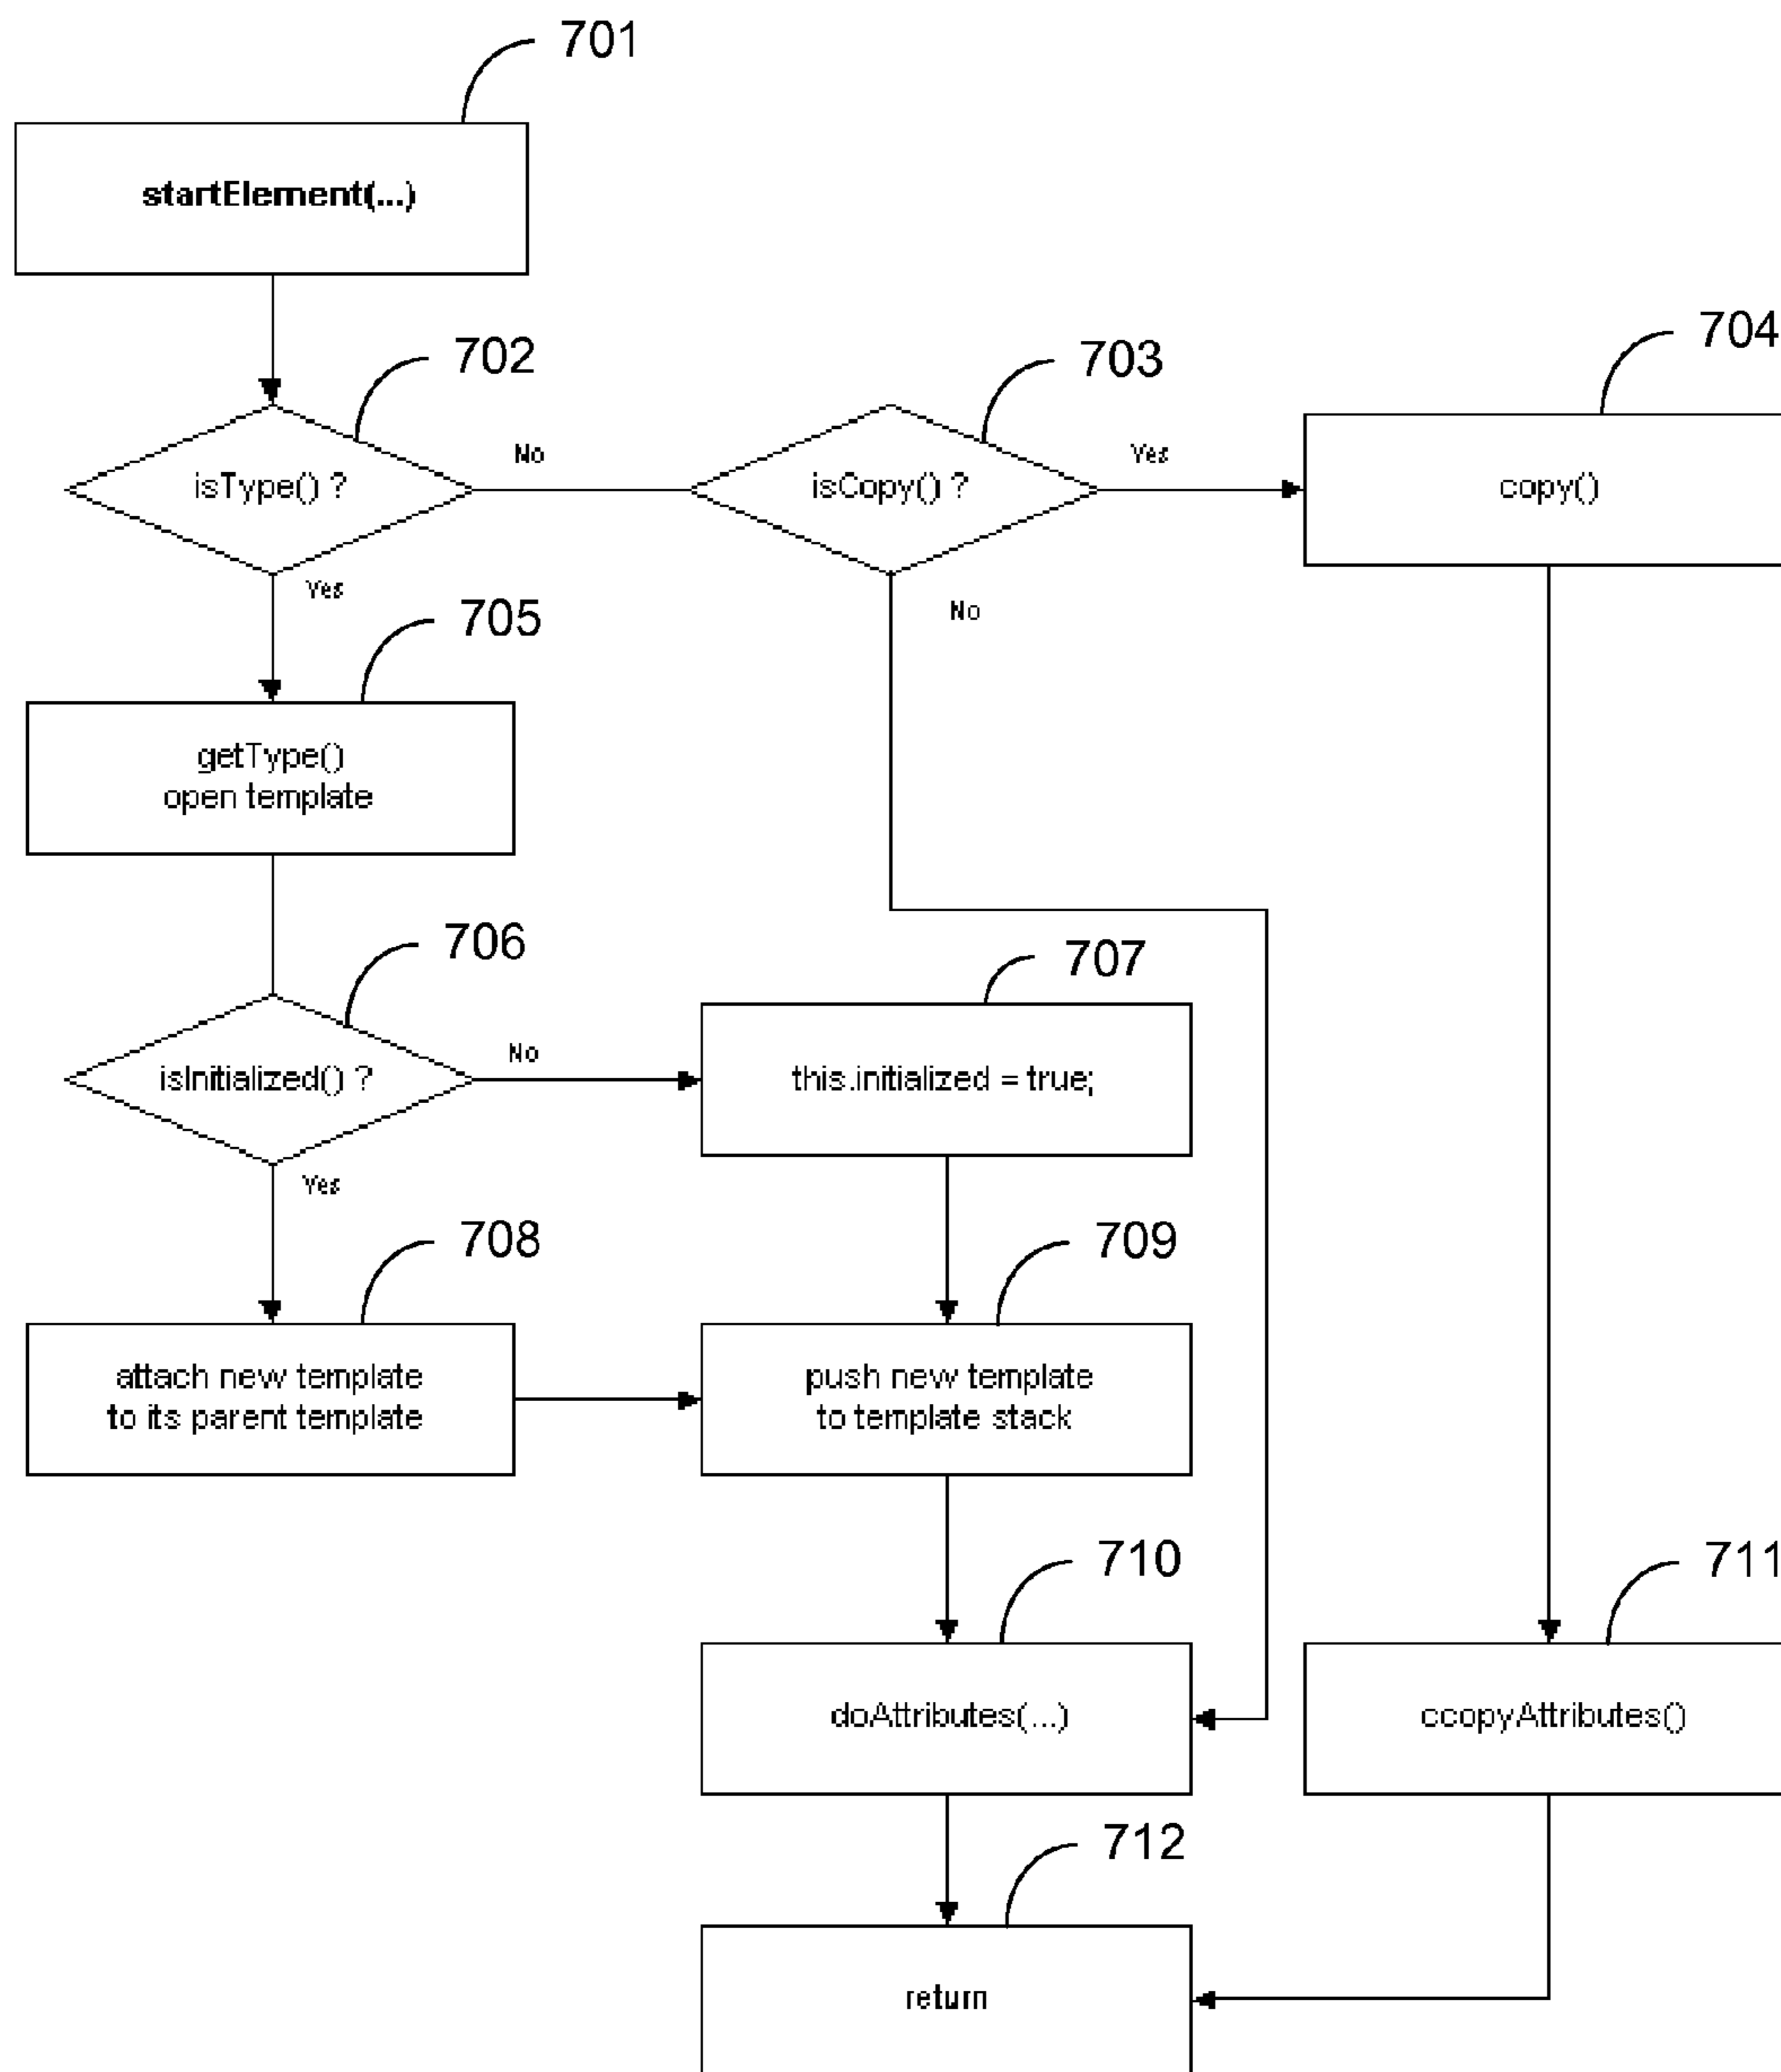 701
startElement(...)
702
703
704
isType() ?
No
isCopy() ?
Yes
copy()
Yes
No
705
getType()
open template
706
707
isInitialized() ?
No
this.initialized = true;
Yes
708
709
attach new template
to its parent template
push new template
to template stack
710
711
doAttributes(...)
ccopyAttributes()
712
return